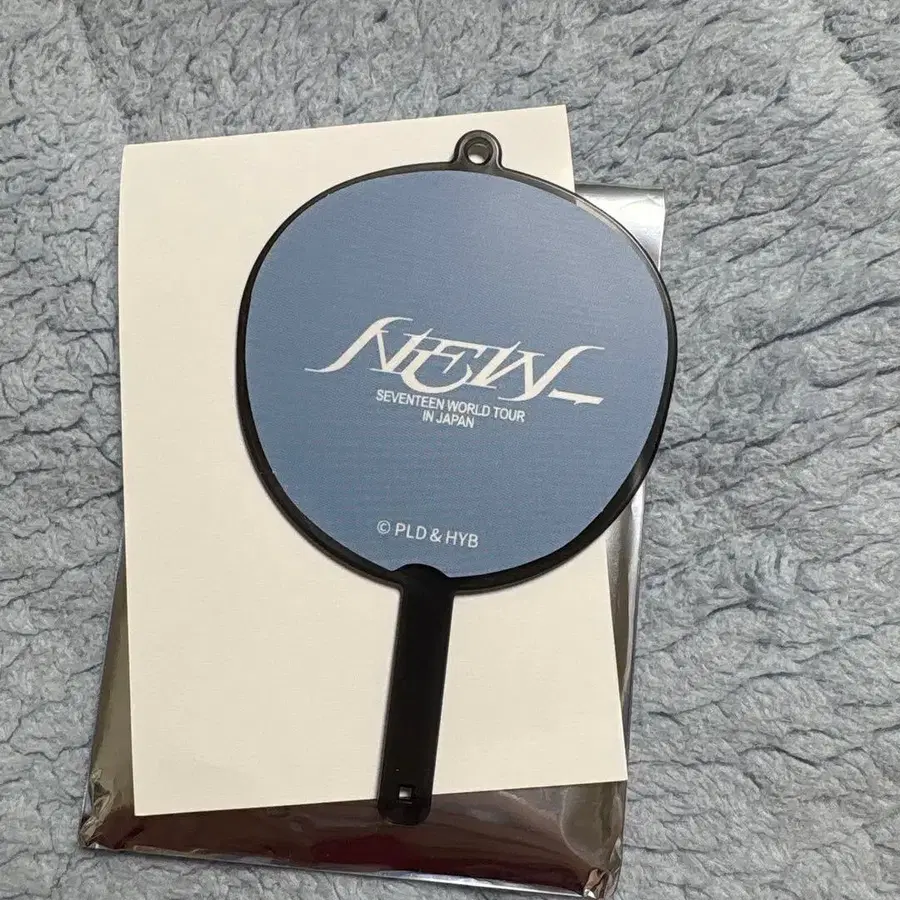 NEW_
SEVENTEEN WORLD TOUR
IN JAPAN
© PLD & HYB